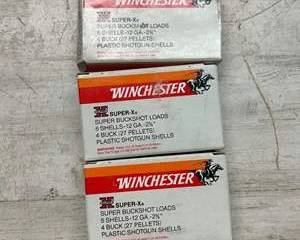 WINCHESTER
SUPER-X®
SUPER BUCKSHOT LOADS
5 SHELLS-12 GA.-2¾"
4 BUCK (27 PELLETS)
PLASTIC SHOTGUN SHELLS
WINCHESTER
SUPER-X®
SUPER BUCKSHOT LOADS
5 SHELLS-12 GA.-2¾"
4 BUCK (27 PELLETS)
PLASTIC SHOTGUN SHELLS
WINCHESTER
SUPER-X®
SUPER BUCKSHOT LOADS
5 SHELLS-12 GA.-2¾"
4 BUCK (27 PELLETS)
PLASTIC SHOTGUN SHELLS